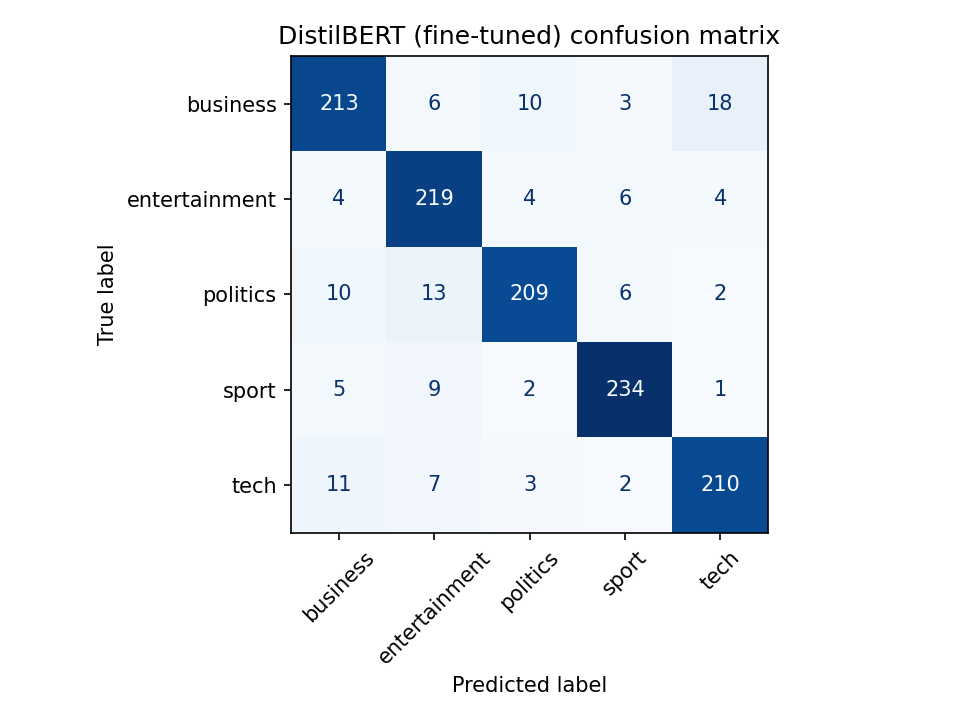 DistilBERT (fine-tuned) confusion matrix
True label
business 213 6 10 3 18
entertainment 4 219 4 6 4
politics 10 13 209 6 2
sport 5 9 2 234 1
tech 11 7 3 2 210
business entertainment politics sport tech
Predicted label